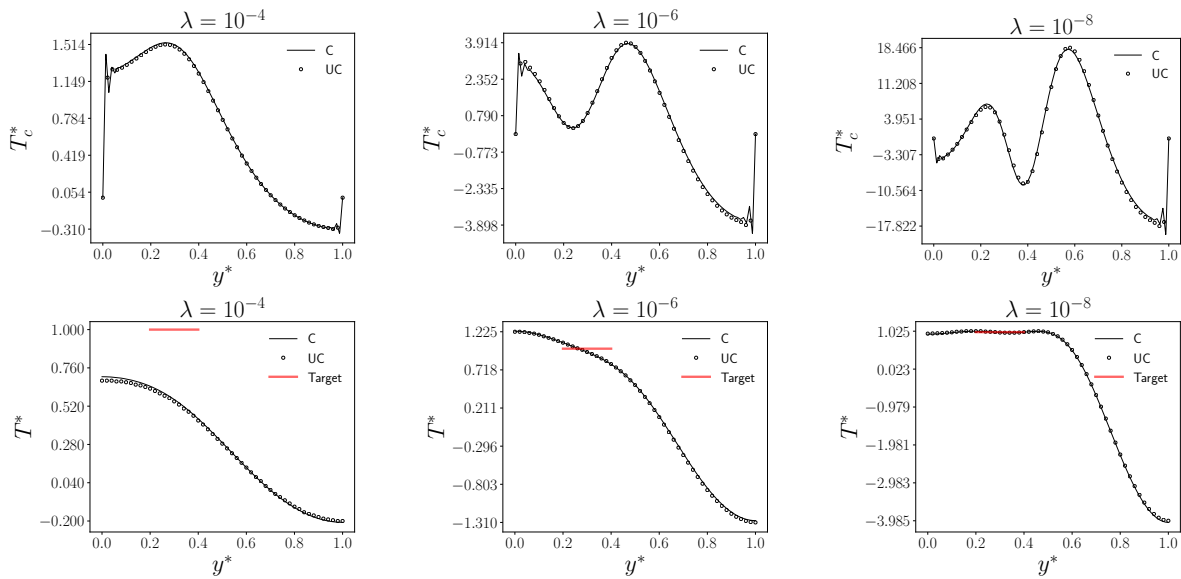 λ = 10⁻⁴
1.514
1.149
0.784
0.419
0.054
−0.310
T*c
0.0 0.2 0.4 0.6 0.8 1.0
y*
C
UC
λ = 10⁻⁶
3.914
2.352
0.790
−0.773
−2.335
−3.898
T*c
0.0 0.2 0.4 0.6 0.8 1.0
y*
C
UC
λ = 10⁻⁸
18.466
11.208
3.951
−3.307
−10.564
−17.822
T*c
0.0 0.2 0.4 0.6 0.8 1.0
y*
C
UC
λ = 10⁻⁴
1.000
0.760
0.520
0.280
0.040
−0.200
T*
0.0 0.2 0.4 0.6 0.8 1.0
y*
C
UC
Target
λ = 10⁻⁶
1.225
0.718
0.211
−0.296
−0.803
−1.310
T*
0.0 0.2 0.4 0.6 0.8 1.0
y*
C
UC
Target
λ = 10⁻⁸
1.025
0.023
−0.979
−1.981
−2.983
−3.985
T*
0.0 0.2 0.4 0.6 0.8 1.0
y*
C
UC
Target